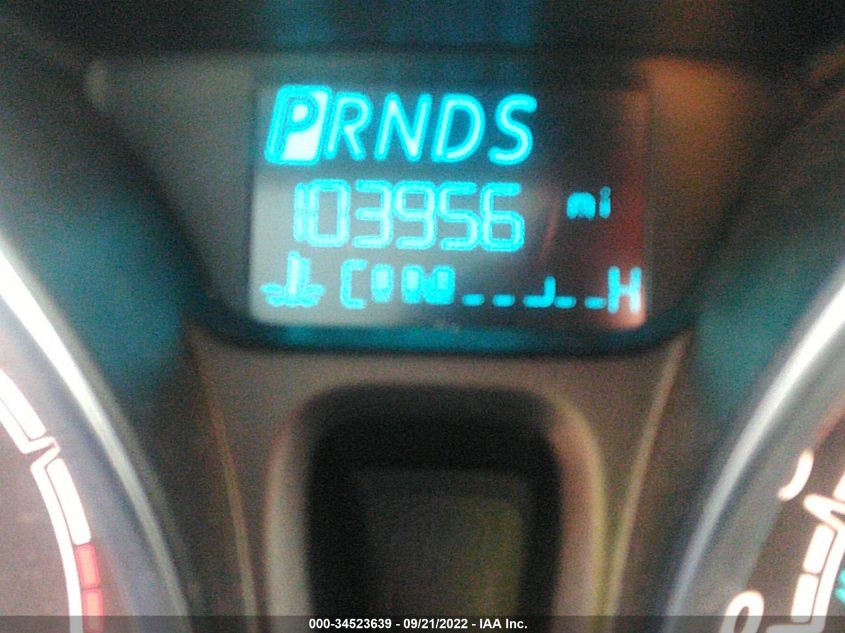 PRNDS
103956 mi
C H
000-34523639 - 09/21/2022 - IAA Inc.